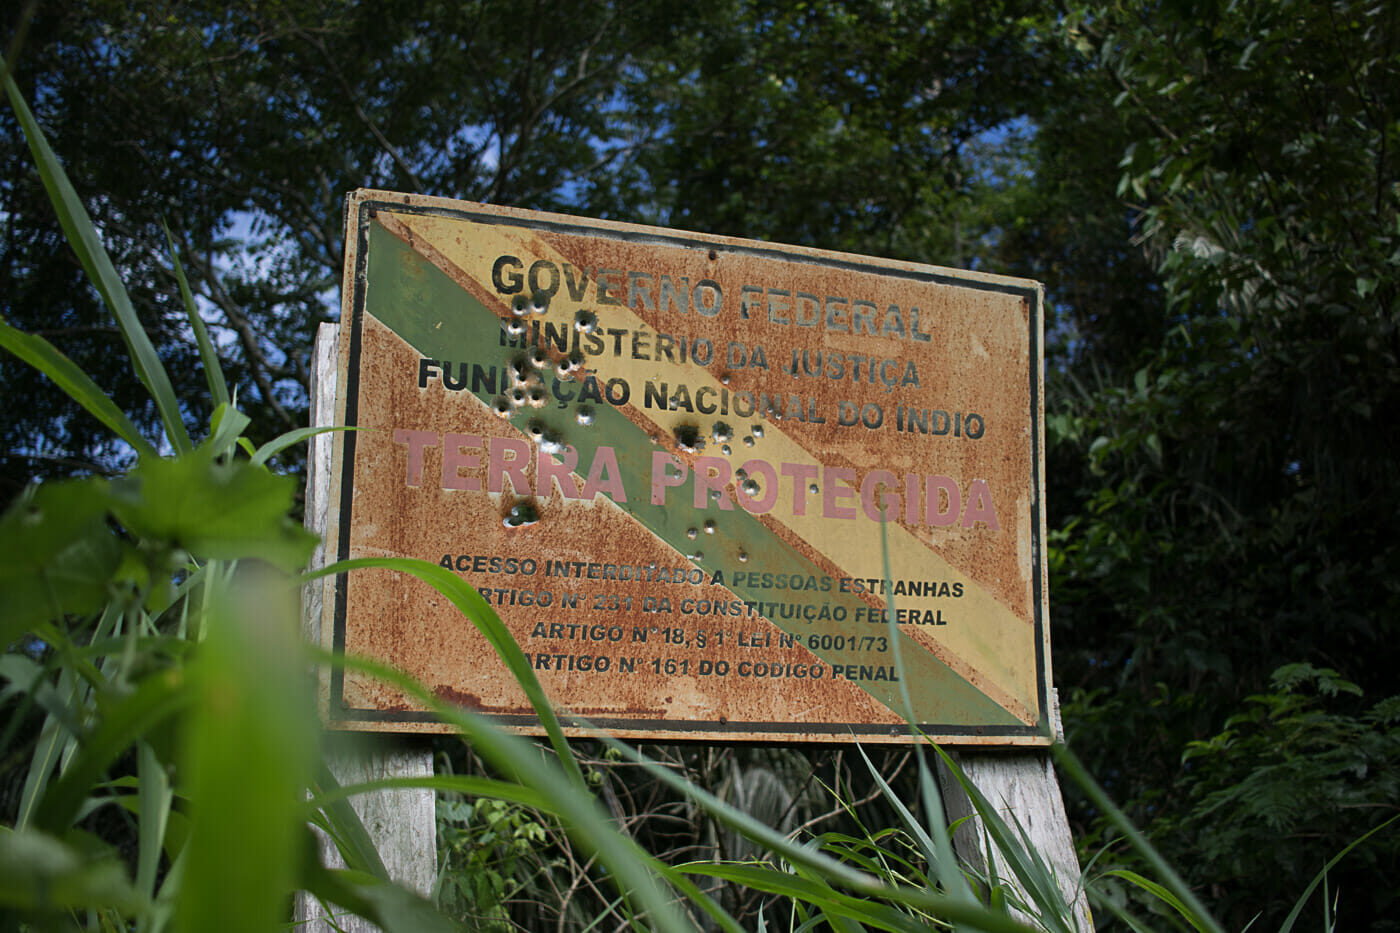 GOVERNO FEDERAL
MINISTÉRIO DA JUSTIÇA
FUNDAÇÃO NACIONAL DO INDIO
TERRA PROTEGIDA
ACESSO INTERDITADO A PESSOAS ESTRANHAS
ARTIGO Nº 231 DA CONSTITUIÇÃO FEDERAL
ARTIGO Nº 18, § 1º LEI Nº 6001/73
ARTIGO Nº 161 DO CODIGO PENAL